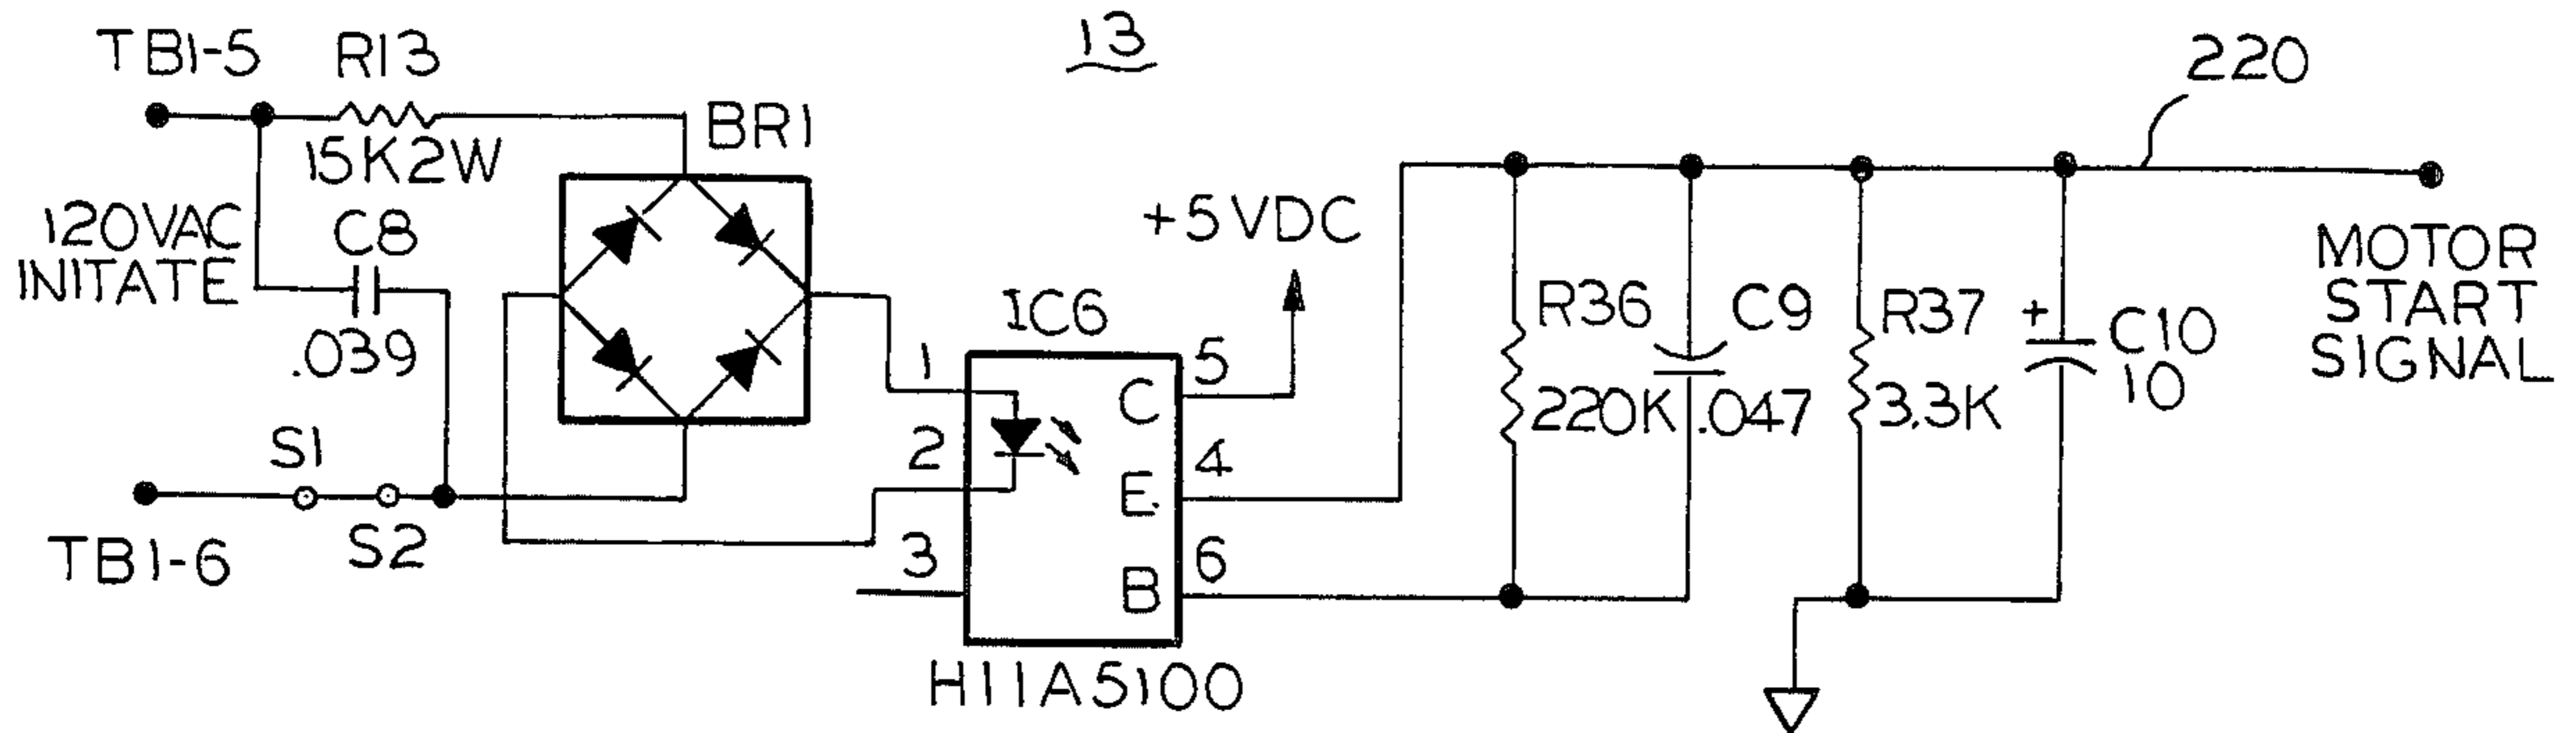 13
TB1-5
R13
15K2W
BR1
220
120VAC
INITATE
C8
.039
+5VDC
MOTOR
START
SIGNAL
IC6
1
2
3
C
E
B
5
4
6
R36
220K
C9
.047
R37
3.3K
+
C10
10
S1
S2
TB1-6
H11A5100